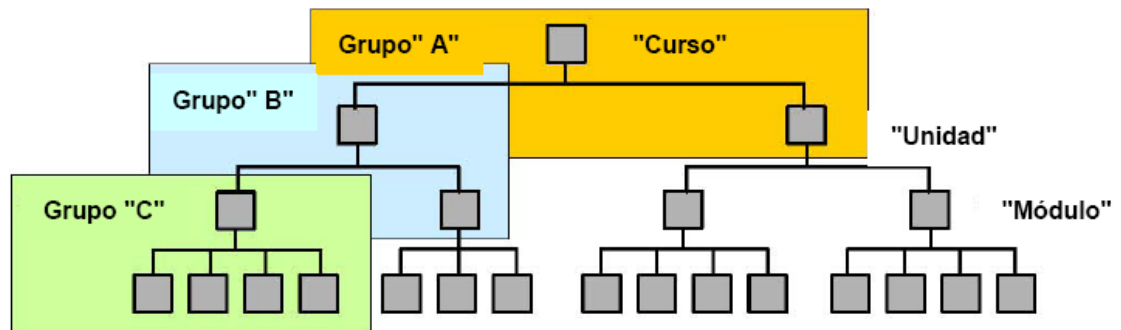 Grupo" A"
"Curso"
Grupo" B"
"Unidad"
Grupo "C"
"Módulo"